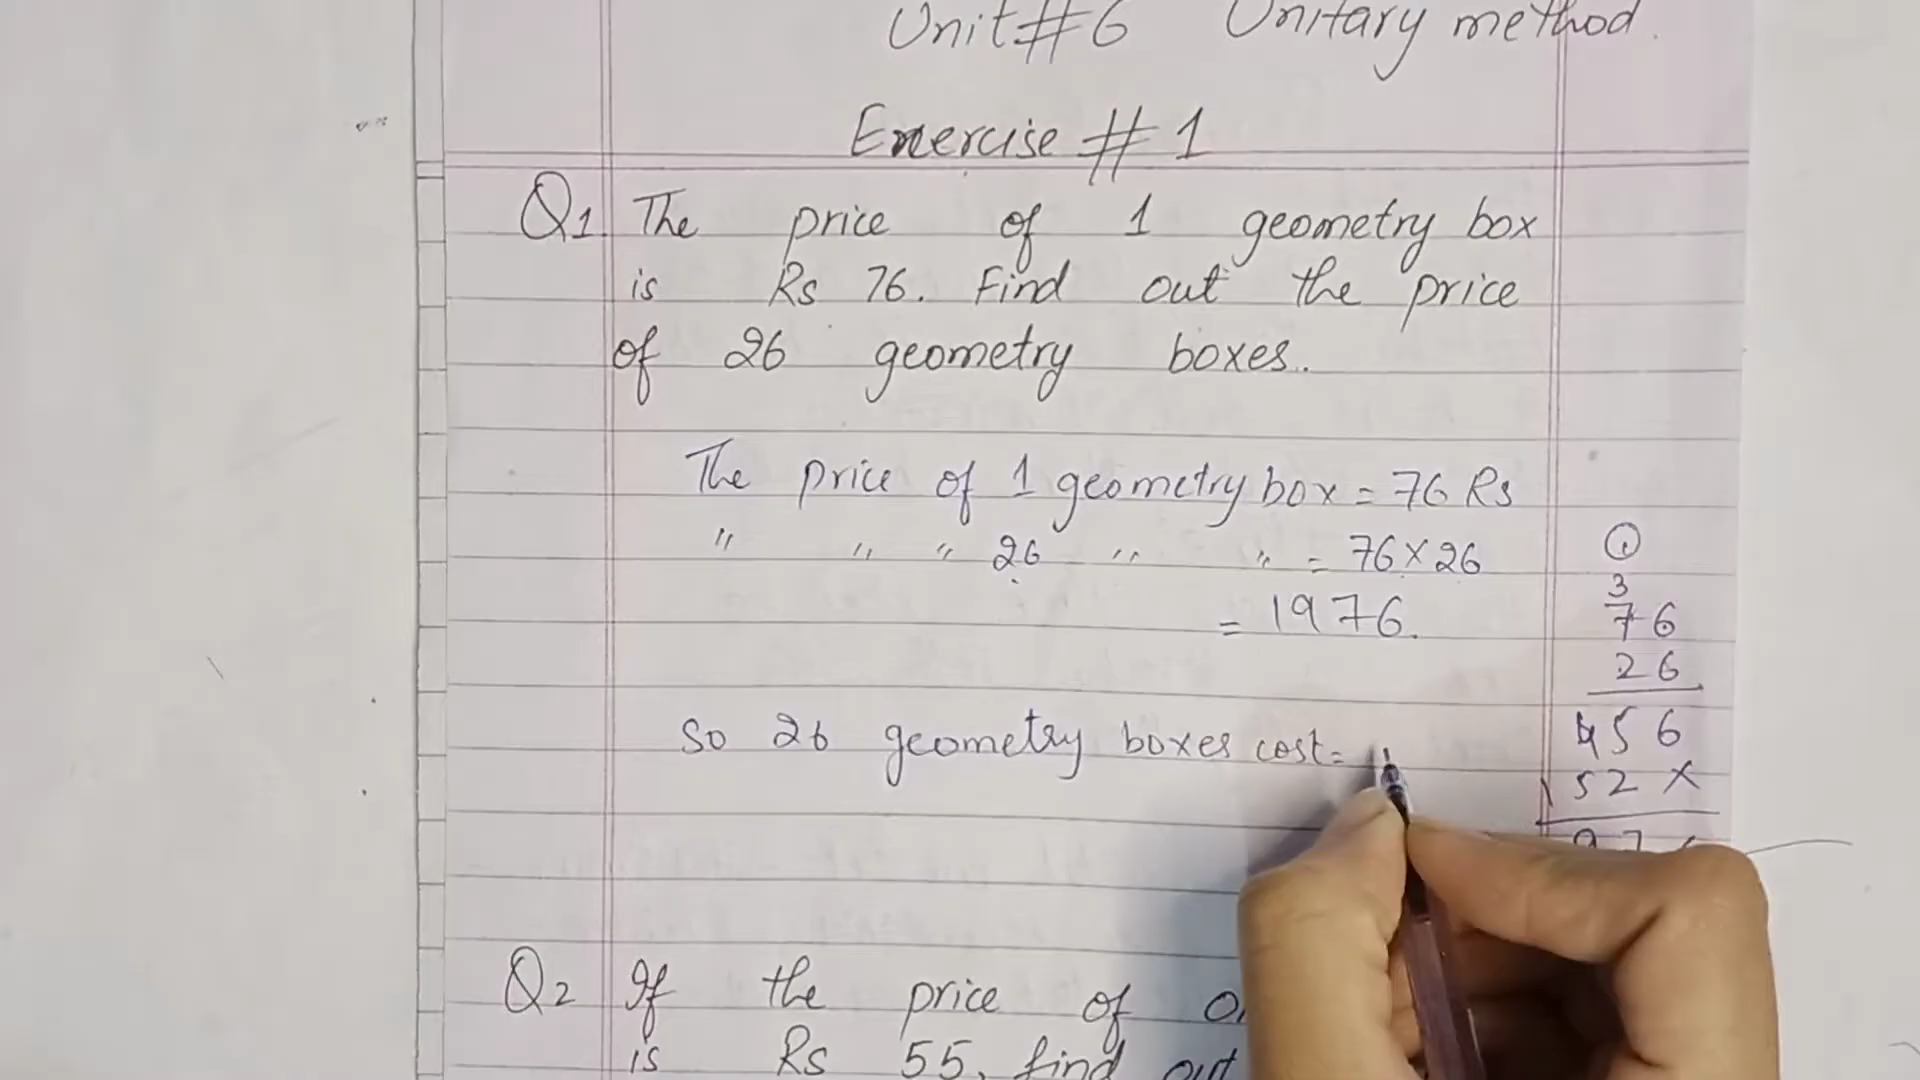 Unit#6 Unitary method.
Exercise # 1
Q1. The price of 1 geometry box
is Rs 76. Find out the price
of 26 geometry boxes.
The price of 1 geometry box = 76 Rs
" " " 26 " " = 76×26
= 1976.
So 26 geometry boxes cost =
1
3
76
26
456
152×
Q2 If the price of
is Rs 55, find out